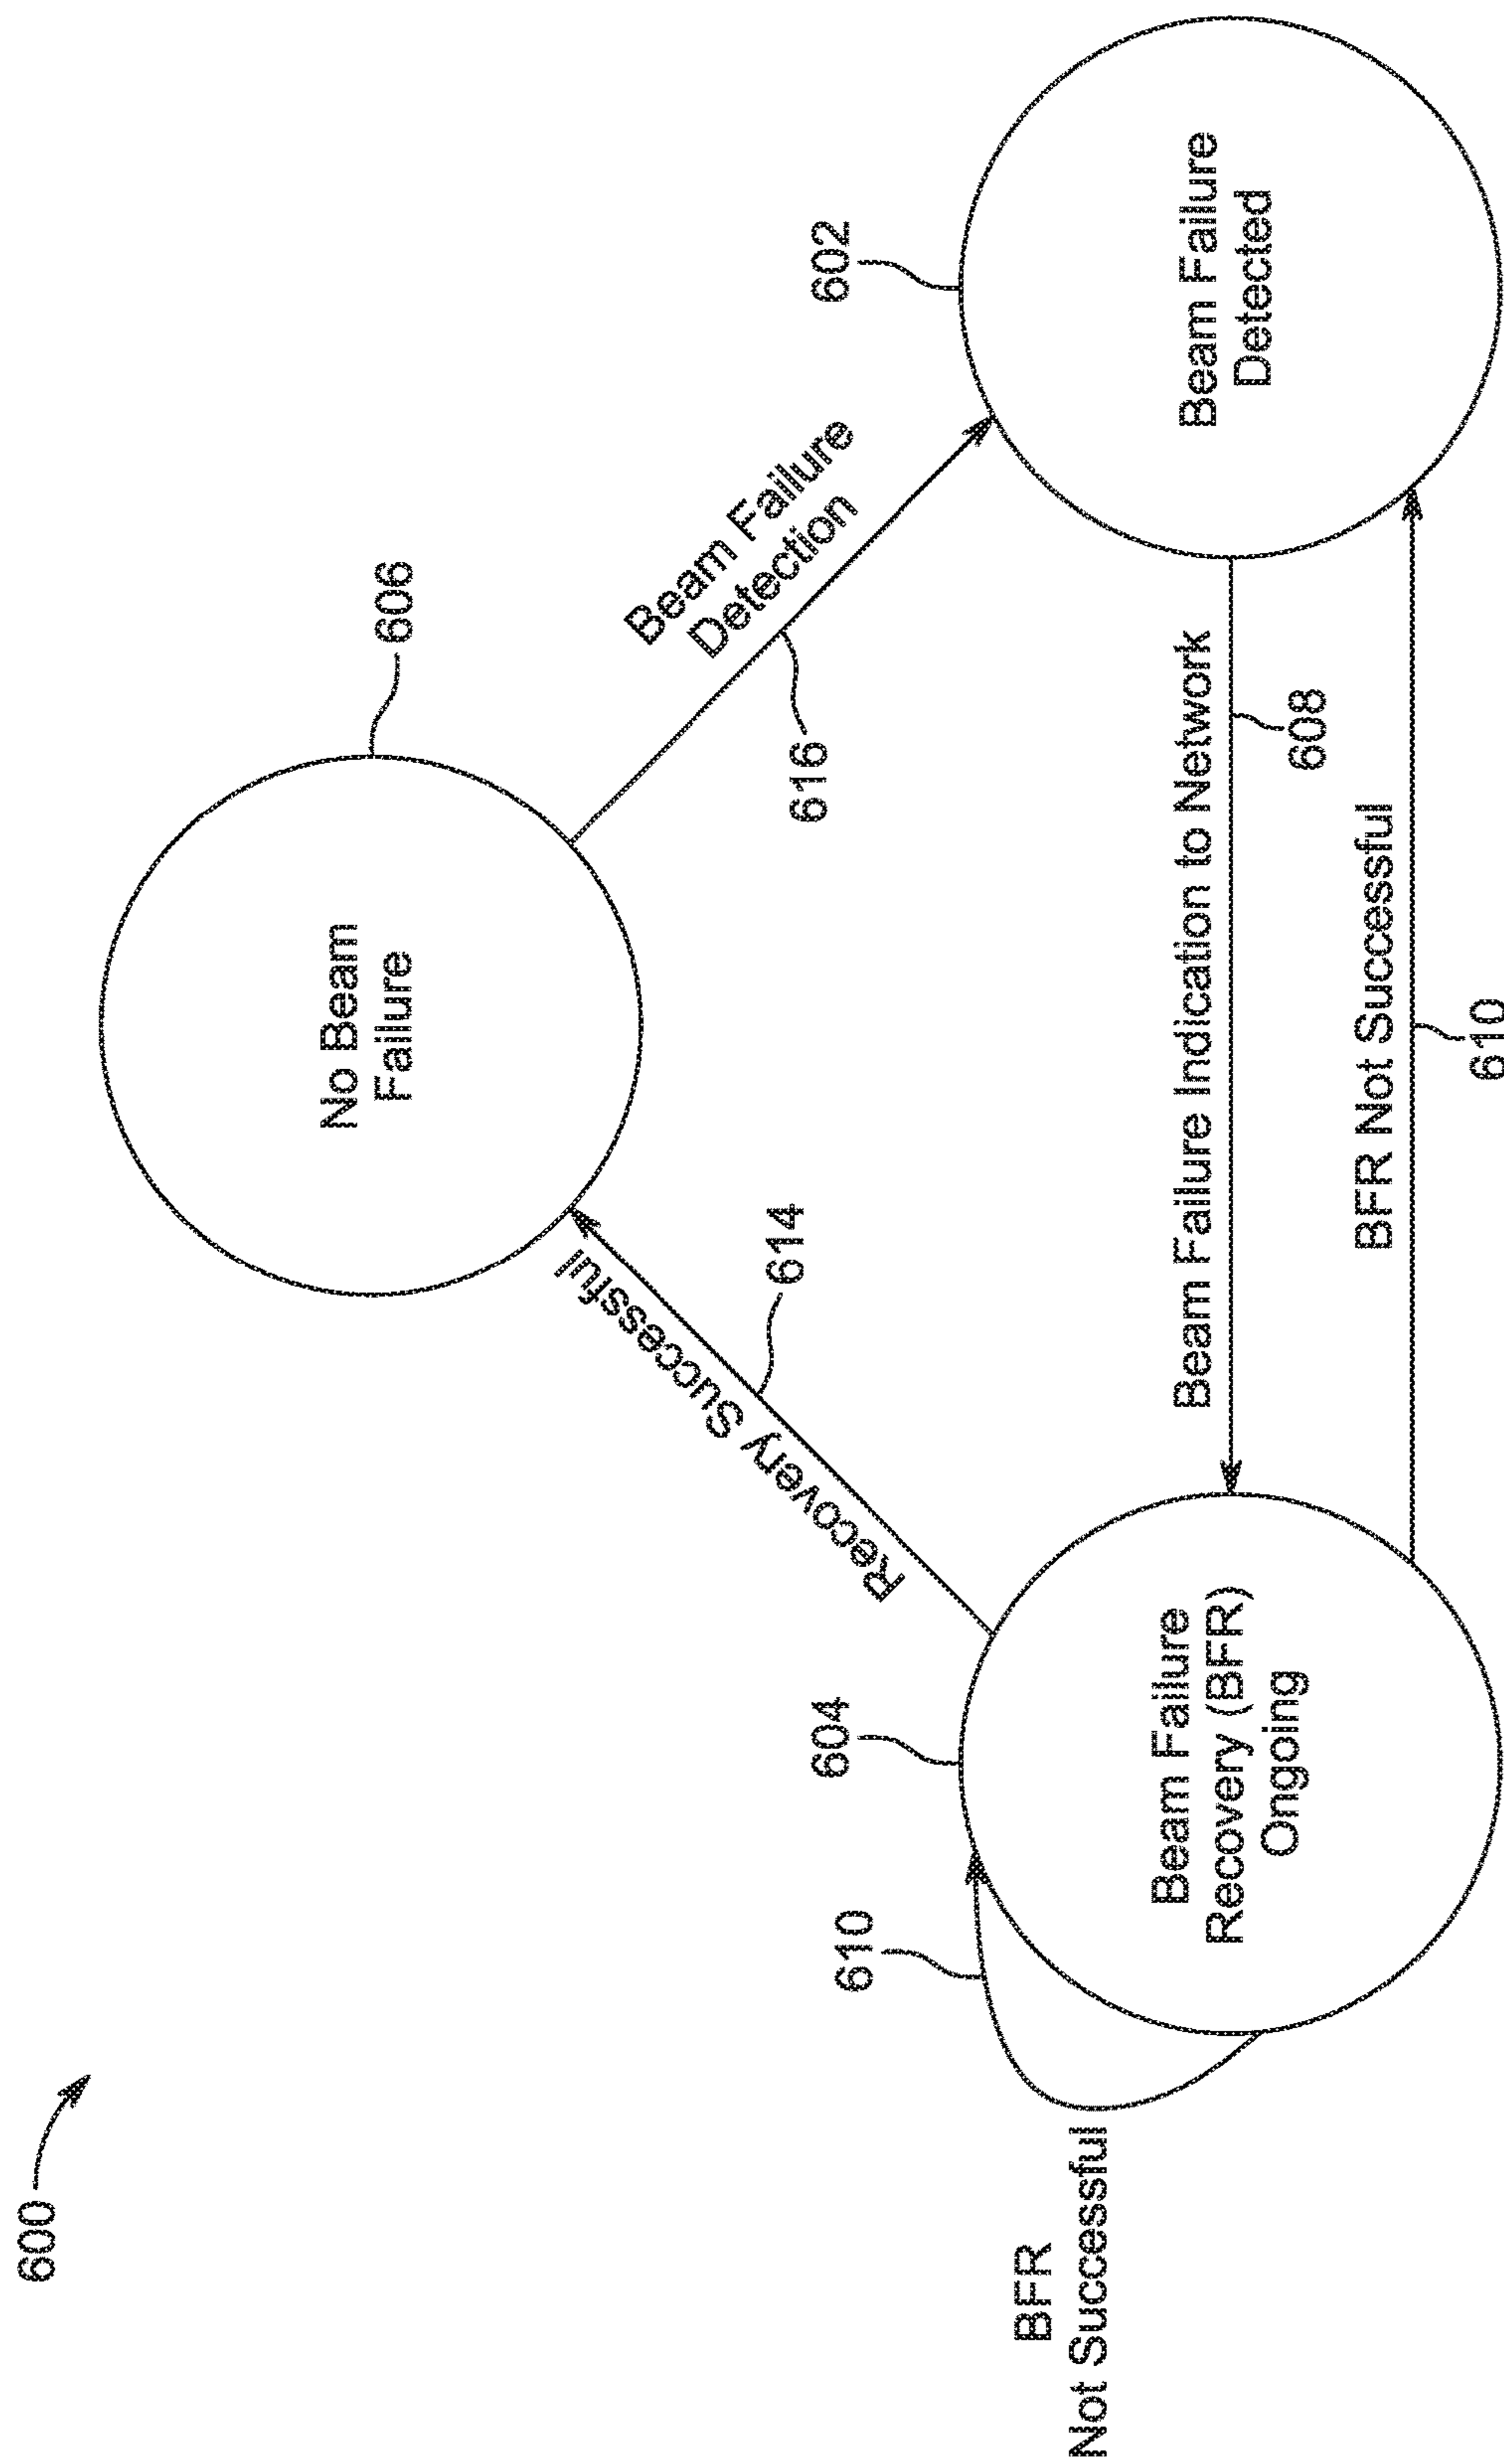 600
No Beam
Failure
606
Recovery Successful
614
Beam Failure
Detection
616
604
602
610
BFR
Not Successful
Beam Failure
Recovery (BFR)
Ongoing
Beam Failure Indication to Network
608
Beam Failure
Detected
BFR Not Successful
610